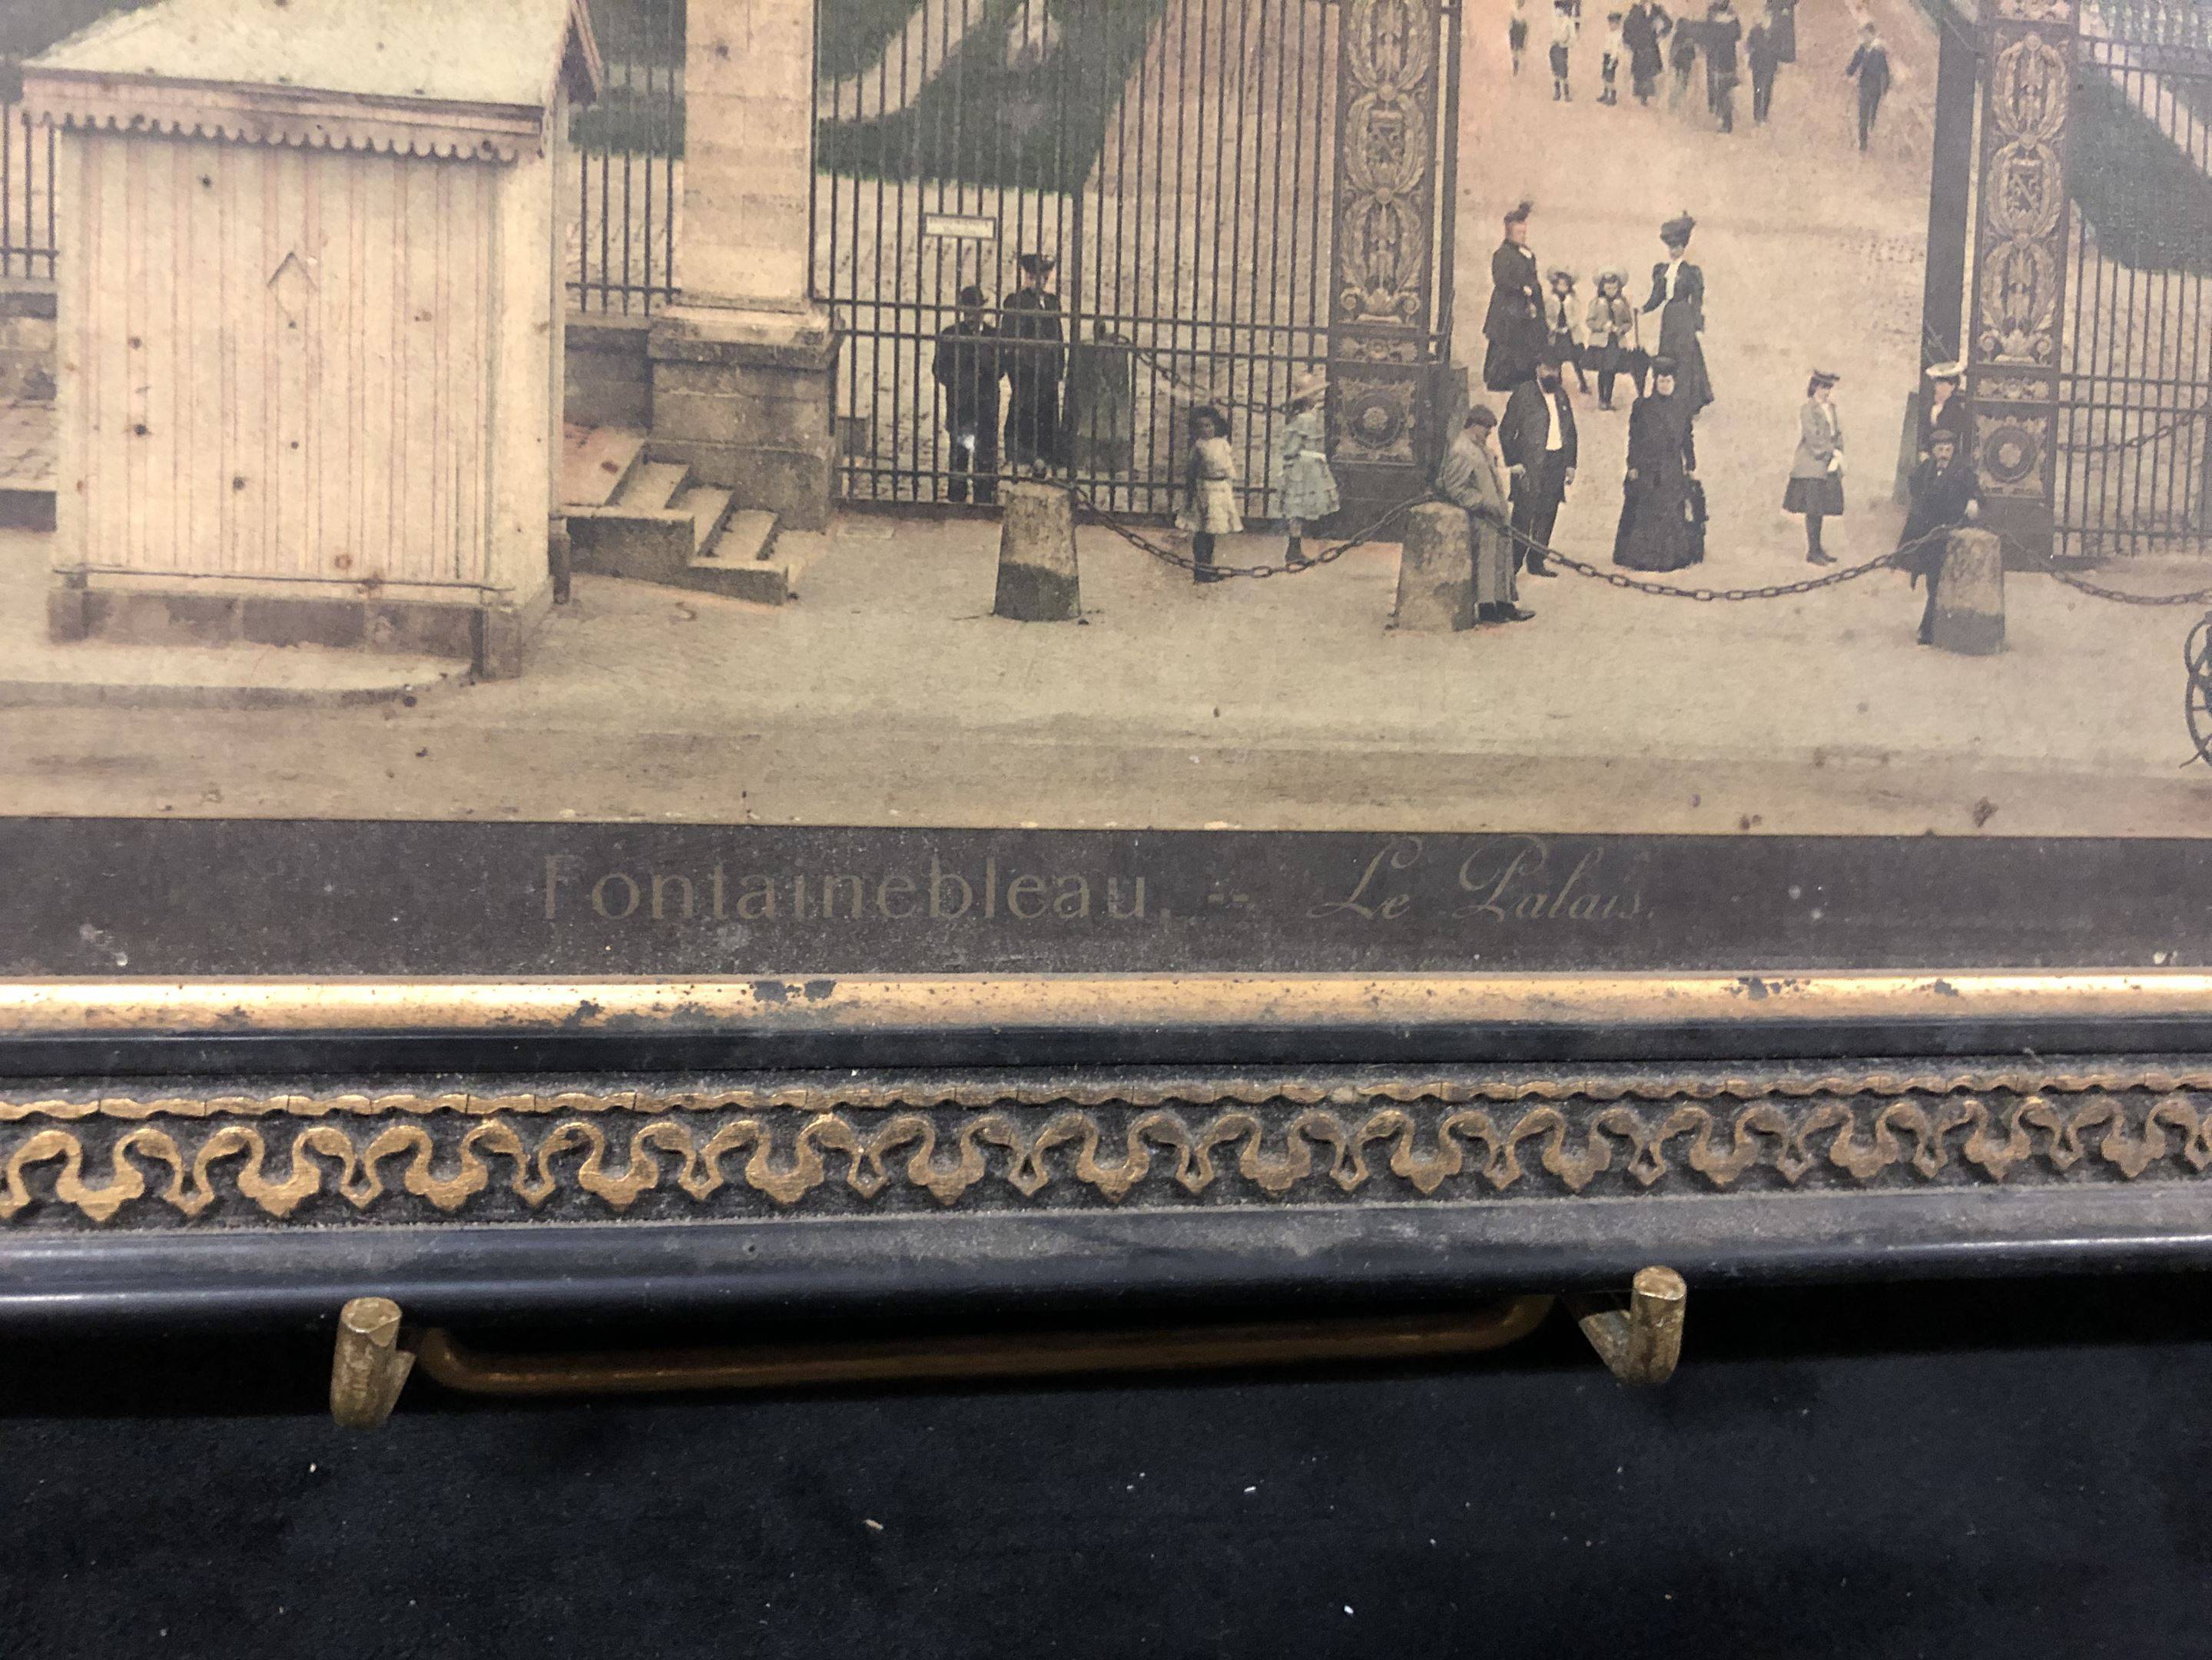 Fontainebleau. -- Le Palais.